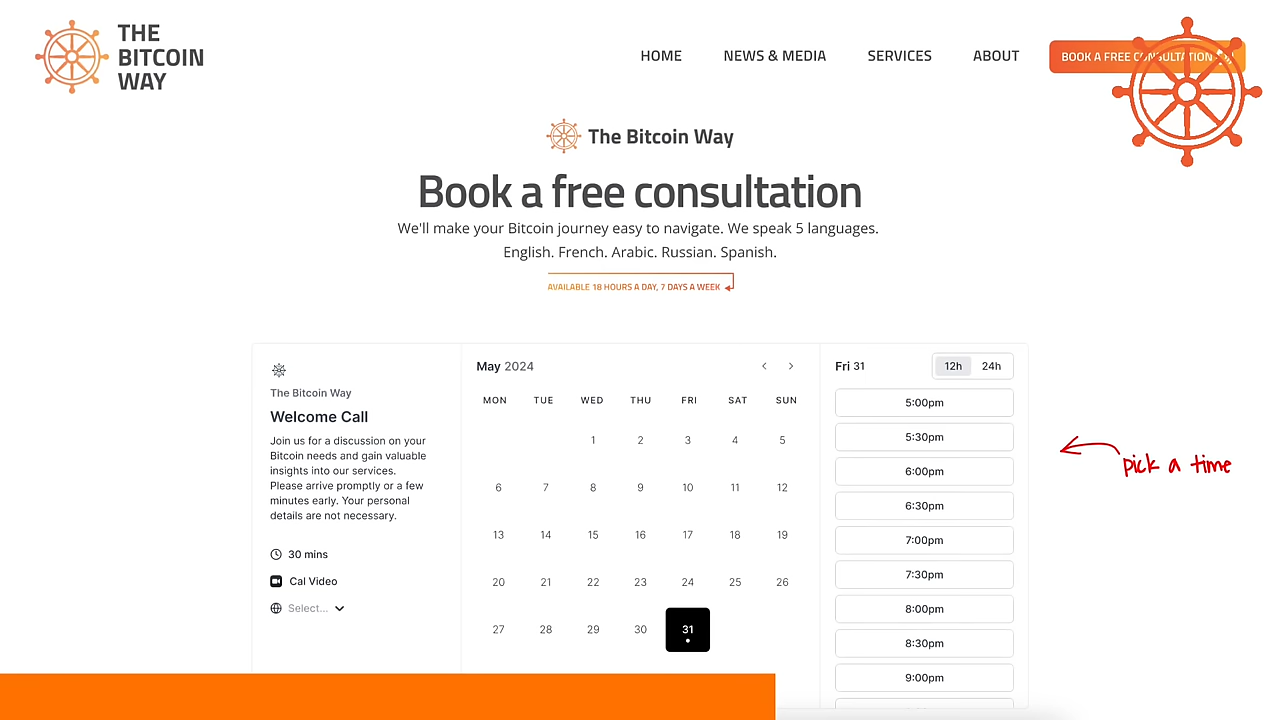 THE
BITCOIN
WAY
HOME
NEWS & MEDIA
SERVICES
ABOUT
BOOK A FREE CONSULTATION
The Bitcoin Way
Book a free consultation
We'll make your Bitcoin journey easy to navigate. We speak 5 languages.
English. French. Arabic. Russian. Spanish.
AVAILABLE 18 HOURS A DAY, 7 DAYS A WEEK
The Bitcoin Way
Welcome Call
Join us for a discussion on your
Bitcoin needs and gain valuable
insights into our services.
Please arrive promptly or a few
minutes early. Your personal
details are not necessary.
30 mins
Cal Video
Select...
May 2024
MON TUE WED THU FRI SAT SUN
1 2 3 4 5
6 7 8 9 10 11 12
13 14 15 16 17 18 19
20 21 22 23 24 25 26
27 28 29 30 31
Fri 31
12h 24h
5:00pm
5:30pm
6:00pm
6:30pm
7:00pm
7:30pm
8:00pm
8:30pm
9:00pm
pick a time